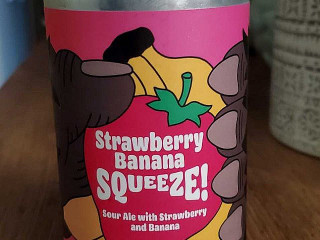 Strawberry
Banana
SQUEEZE!
Sour Ale with Strawberry
and Banana